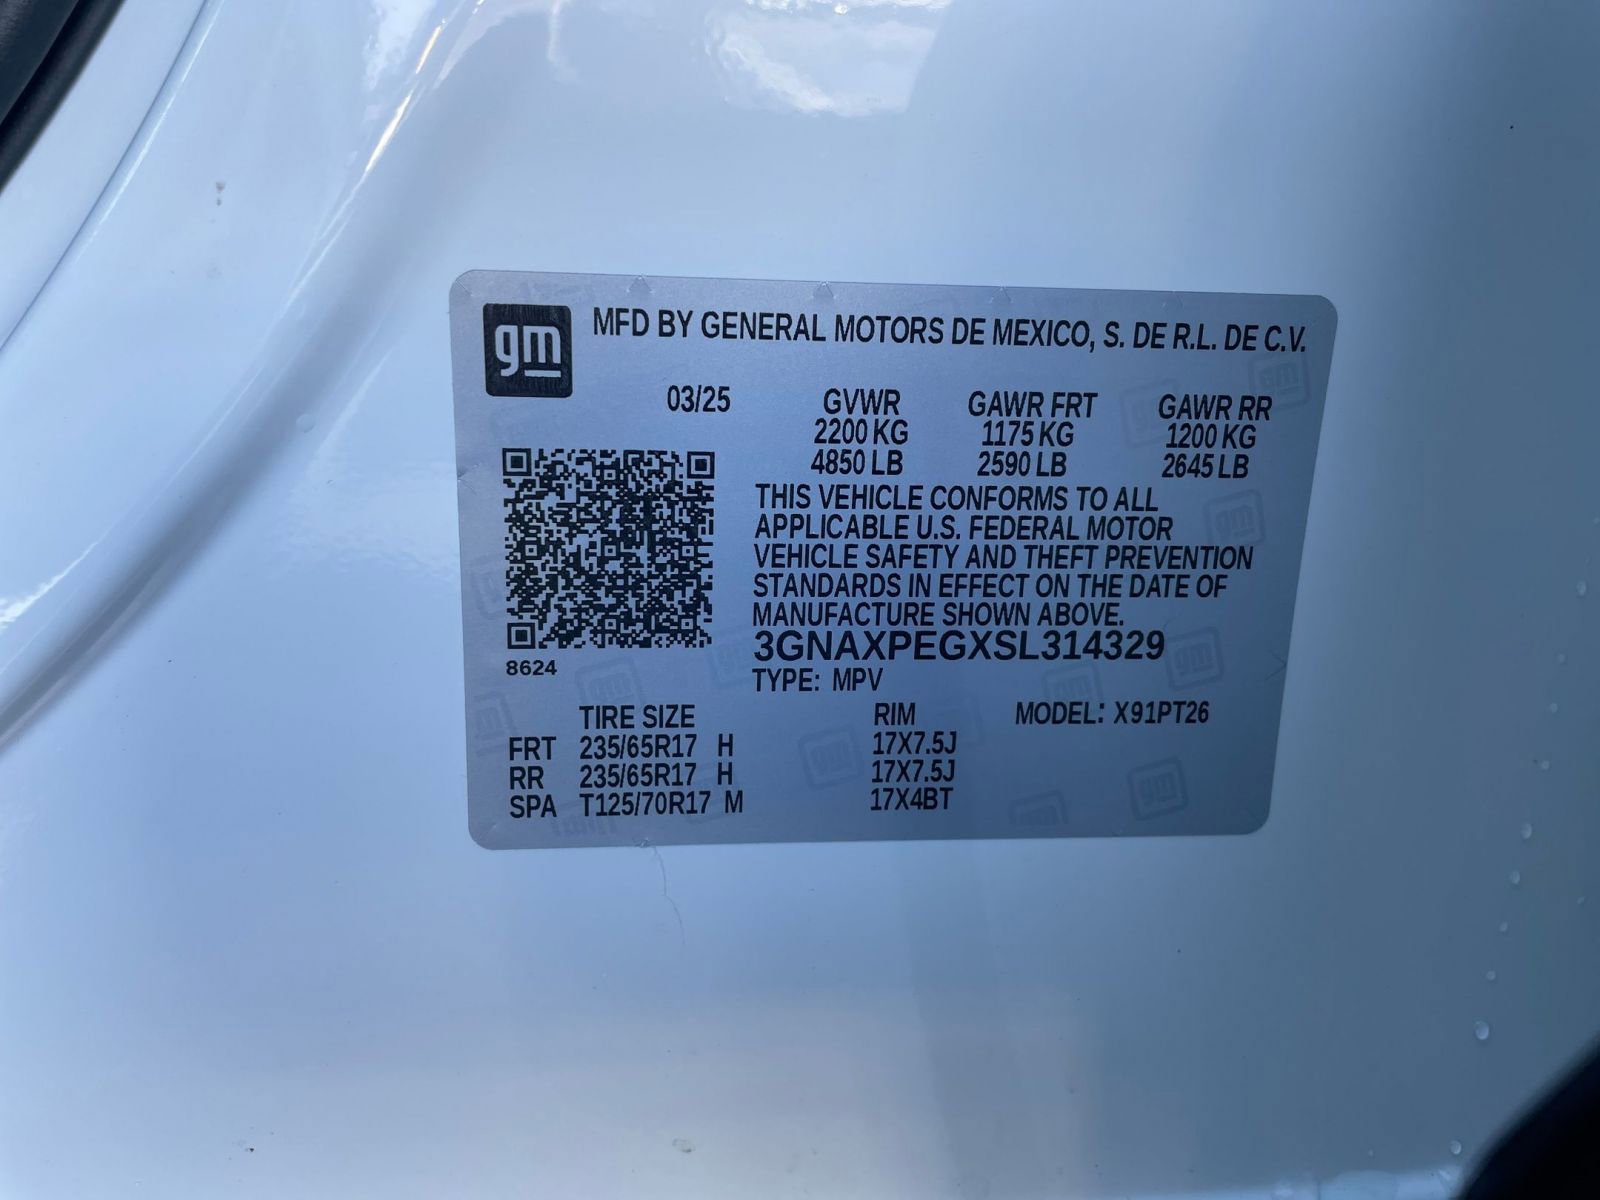 gm
MFD BY GENERAL MOTORS DE MEXICO, S. DE R.L. DE C.V.
03/25 GVWR GAWR FRT GAWR RR
2200 KG 1175 KG 1200 KG
4850 LB 2590 LB 2645 LB
THIS VEHICLE CONFORMS TO ALL
APPLICABLE U.S. FEDERAL MOTOR
VEHICLE SAFETY AND THEFT PREVENTION
STANDARDS IN EFFECT ON THE DATE OF
MANUFACTURE SHOWN ABOVE.
3GNAXPEGXSL314329
8624
TYPE: MPV
TIRE SIZE RIM MODEL: X91PT26
FRT 235/65R17 H 17X7.5J
RR 235/65R17 H 17X7.5J
SPA T125/70R17 M 17X4BT